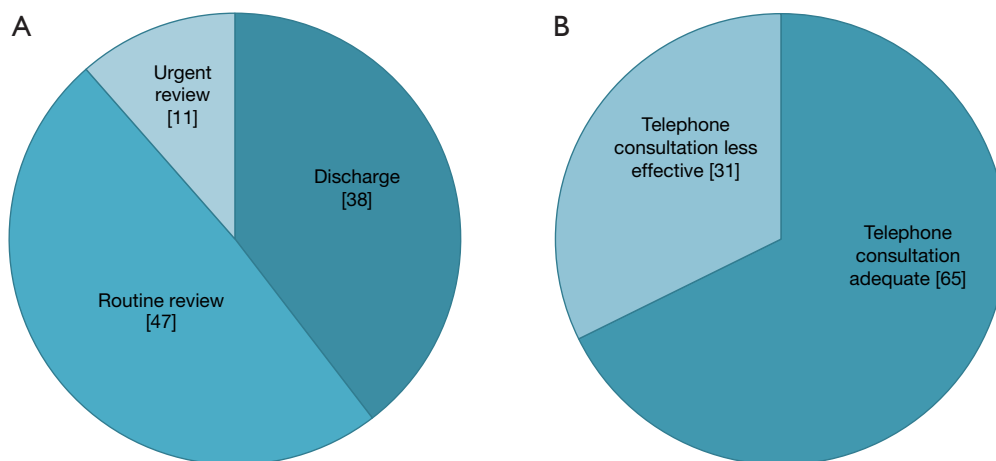 A
Urgent
review
[11]
Discharge
[38]
Routine review
[47]
B
Telephone
consultation less
effective [31]
Telephone
consultation
adequate [65]